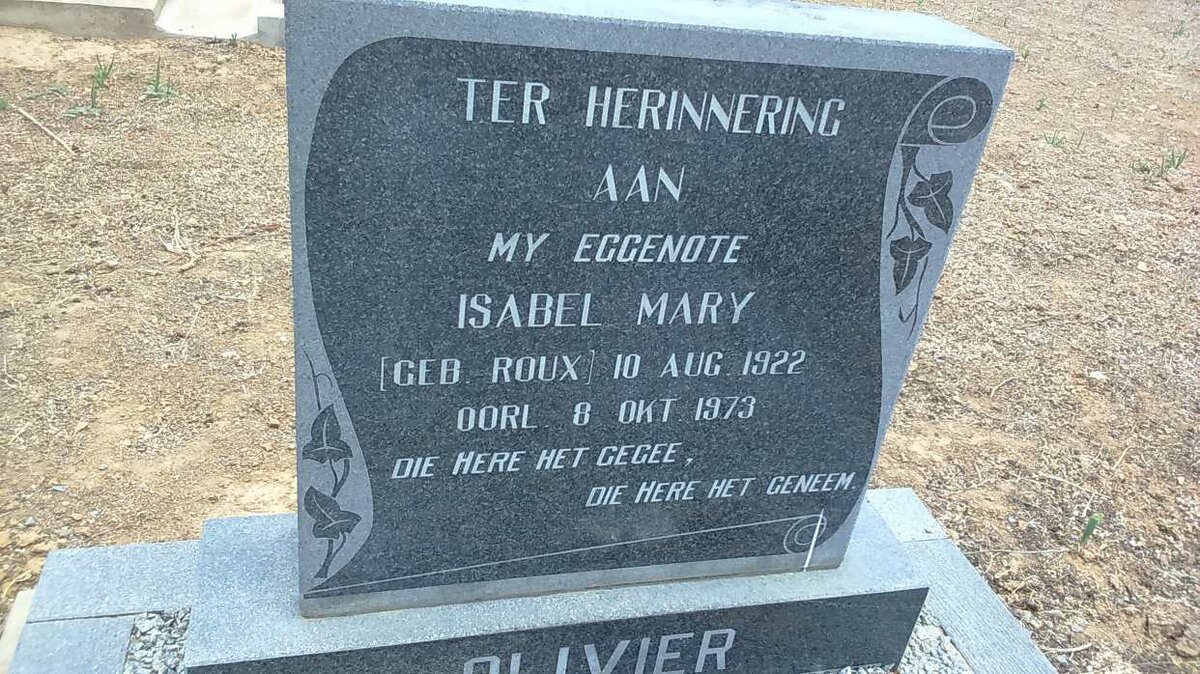 TER HERINNERING
AAN
MY EGGENOTE
ISABEL MARY
[GEB. ROUX] 10 AUG. 1922
OORL. 8 OKT. 1973
DIE HERE HET GEGEE,
DIE HERE HET GENEEM.
OLIVIER